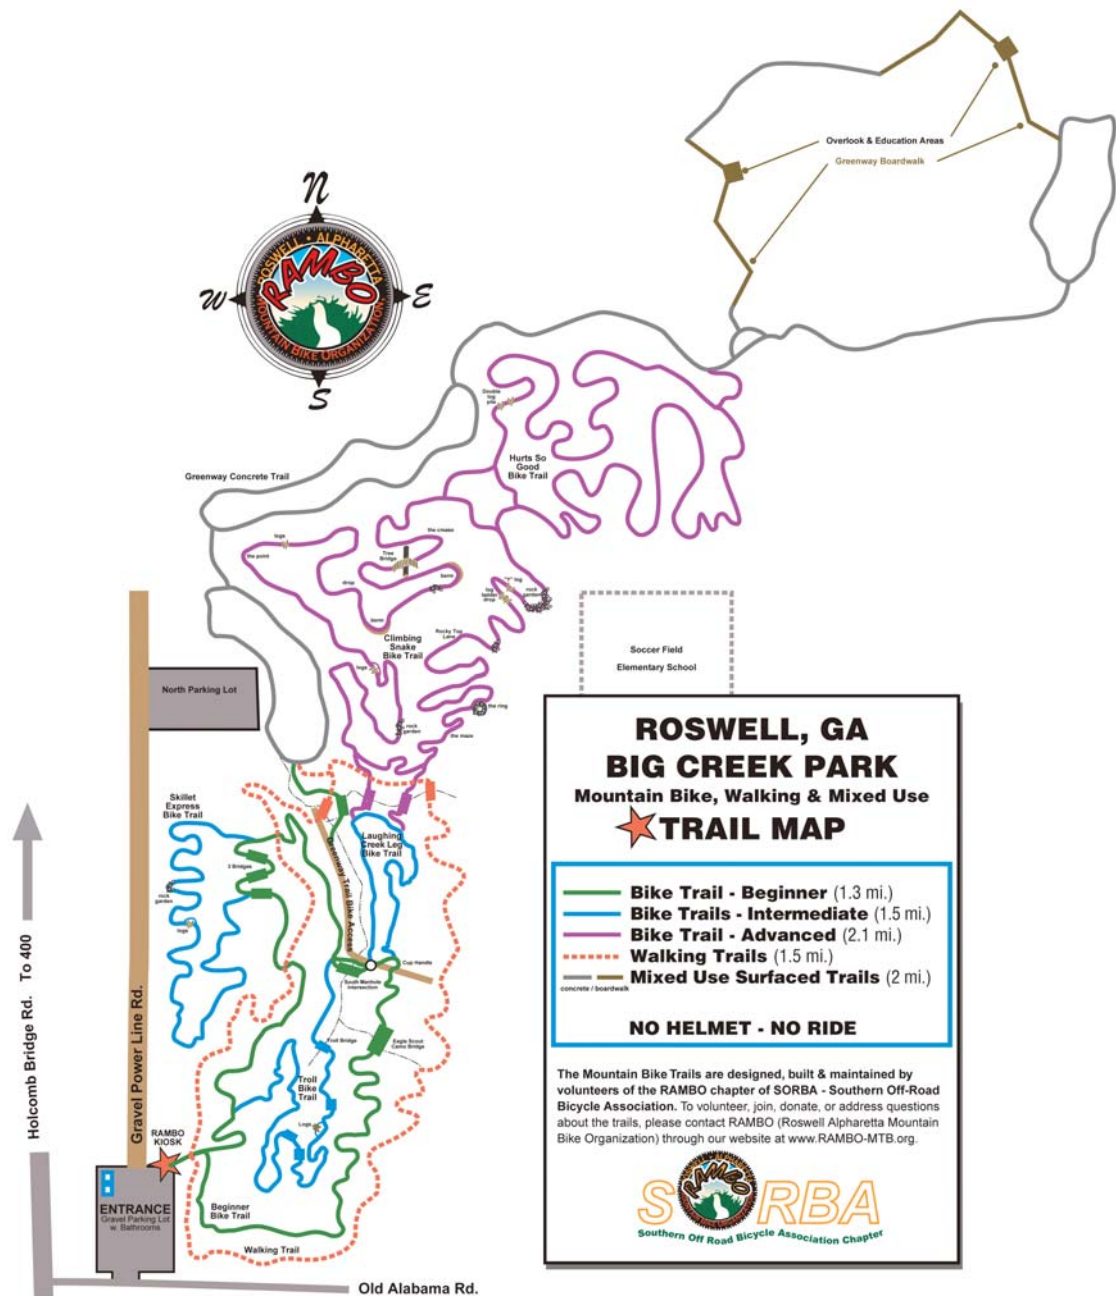 Overlook & Education Areas
Greenway Boardwalk
N
W
E
S
ROSWELL • ALPHARETTA
RAMBO
MOUNTAIN BIKE ORGANIZATION
Double
log
pile
Hurts So
Good
Bike Trail
Greenway Concrete Trail
logs
the point
the crease
Tree
Bridge
drop
berm
berm
"T" log
log
ladder
drop
rock
garden
Climbing
Snake
Bike Trail
Rocky Top
Lane
logs
rock
garden
the ring
the maze
Soccer Field
Elementary School
North Parking Lot
Skillet
Express
Bike Trail
3 Bridges
rock
garden
logs
Laughing
Creek Leg
Bike Trail
Greenway Trail Bike Access
Cup Handle
South Manhole
Intersection
Troll Bridge
Eagle Scout
Camo Bridge
Troll
Bike
Trail
Logs
Holcomb Bridge Rd. To 400
Gravel Power Line Rd.
RAMBO
KIOSK
ENTRANCE
Gravel Parking Lot
w. Bathrooms
Beginner
Bike Trail
Walking Trail
Old Alabama Rd.
ROSWELL, GA
BIG CREEK PARK
Mountain Bike, Walking & Mixed Use
TRAIL MAP
Bike Trail - Beginner (1.3 mi.)
Bike Trails - Intermediate (1.5 mi.)
Bike Trail - Advanced (2.1 mi.)
Walking Trails (1.5 mi.)
Mixed Use Surfaced Trails (2 mi.)
concrete / boardwalk
NO HELMET - NO RIDE
The Mountain Bike Trails are designed, built & maintained by
volunteers of the RAMBO chapter of SORBA - Southern Off-Road
Bicycle Association. To volunteer, join, donate, or address questions
about the trails, please contact RAMBO (Roswell Alpharetta Mountain
Bike Organization) through our website at www.RAMBO-MTB.org.
SORBA
RAMBO
Southern Off Road Bicycle Association Chapter